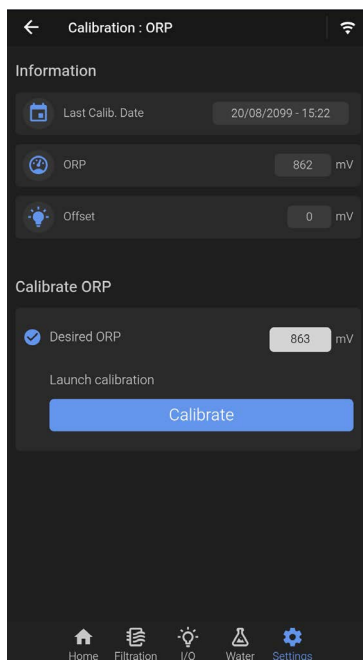 Calibration : ORP
Information
Last Calib. Date 20/08/2099 - 15:22
ORP 862 mV
Offset 0 mV
Calibrate ORP
Desired ORP 863 mV
Launch calibration
Calibrate
Home Filtration I/O Water Settings